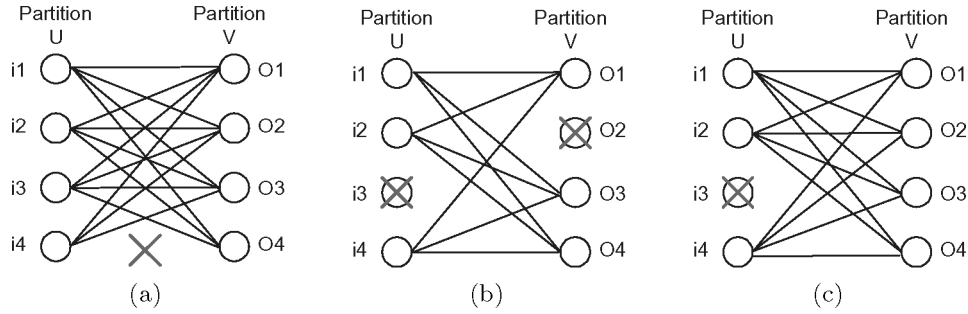 Partition Partition
U V
i1 O1
i2 O2
i3 O3
i4 O4
(a)
Partition Partition
U V
i1 O1
i2 O2
i3 O3
i4 O4
(b)
Partition Partition
U V
i1 O1
i2 O2
i3 O3
i4 O4
(c)